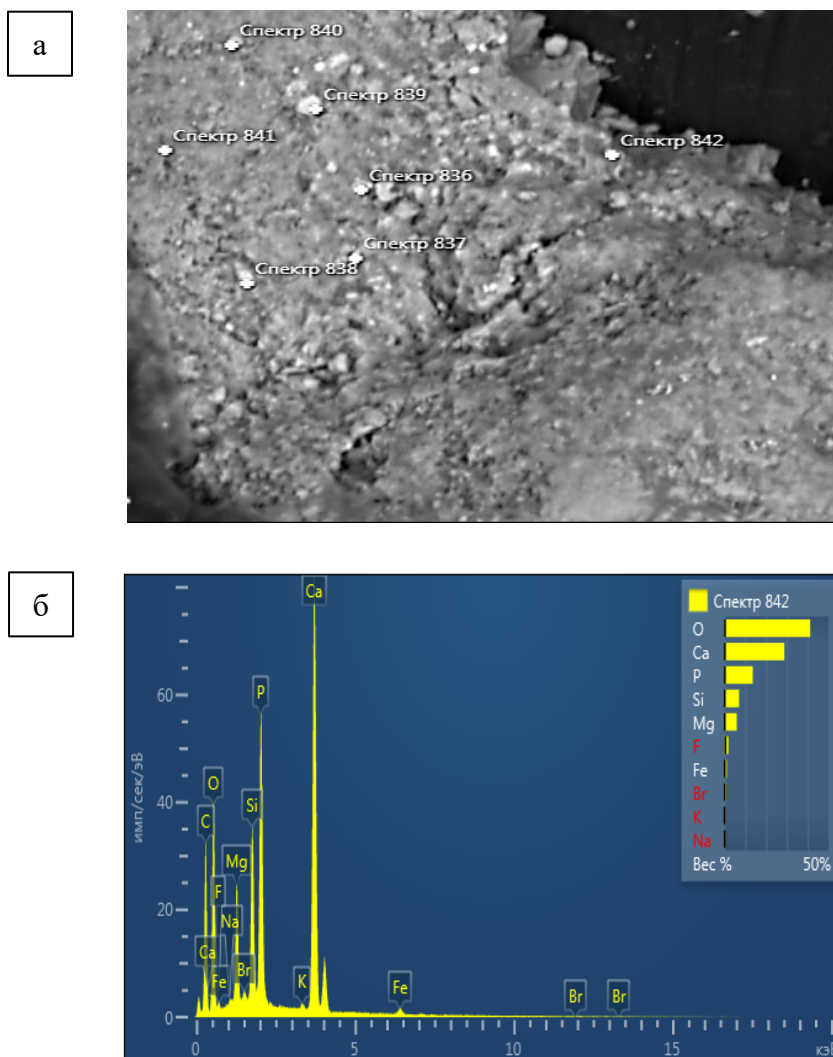 а
Спектр 840
Спектр 839
Спектр 841
Спектр 842
Спектр 836
Спектр 837
Спектр 838
б
Ca
P
O
Si
C
Mg
F
Na
Ca
Fe
Br
K
Fe
Br
Br
60
40
20
0
имп/сек/эВ
0
5
10
15
Спектр 842
O
Ca
P
Si
Mg
F
Fe
Br
K
Na
Вес %
50%